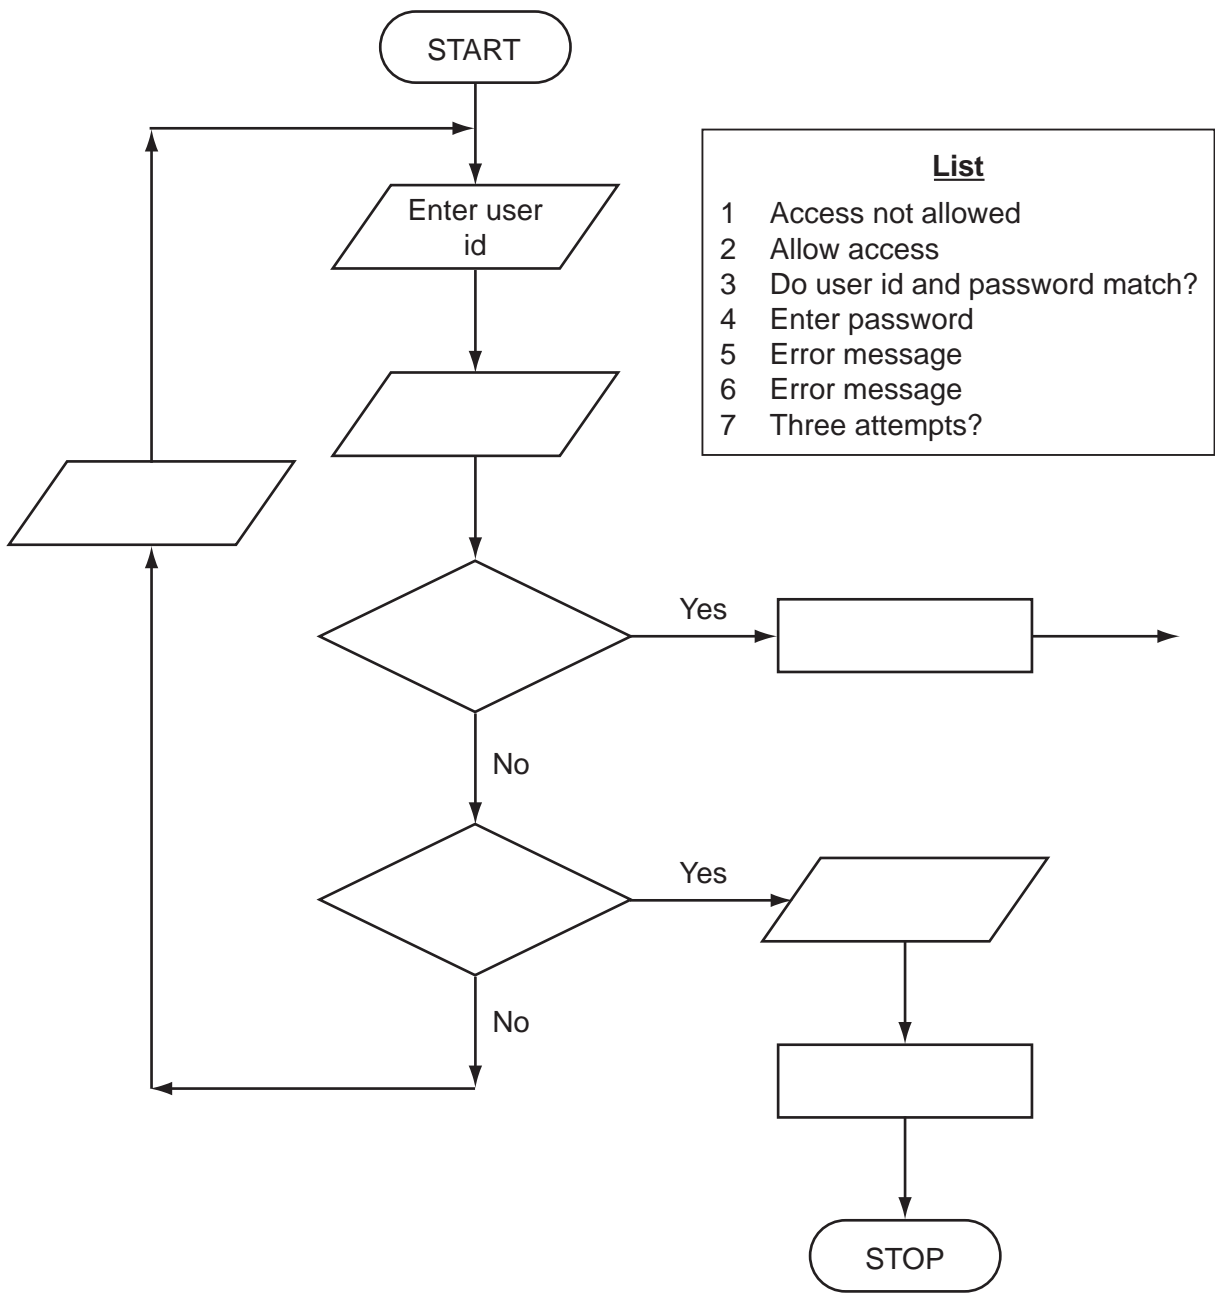 START
Enter user
id
List
1 Access not allowed
2 Allow access
3 Do user id and password match?
4 Enter password
5 Error message
6 Error message
7 Three attempts?
Yes
No
Yes
No
STOP